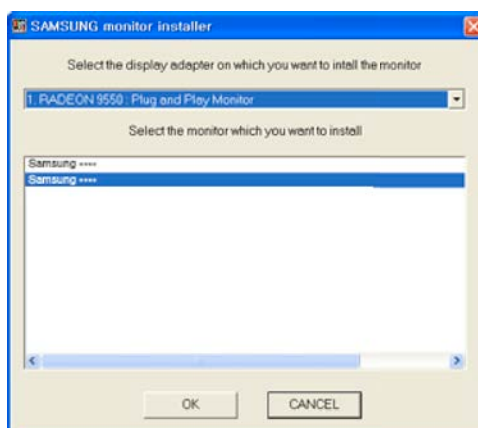 SAMSUNG monitor installer
Select the display adapter on which you want to intall the monitor
1. RADEON 9550 : Plug and Play Monitor
Select the monitor which you want to install
Samsung ****
Samsung ****
OK
CANCEL